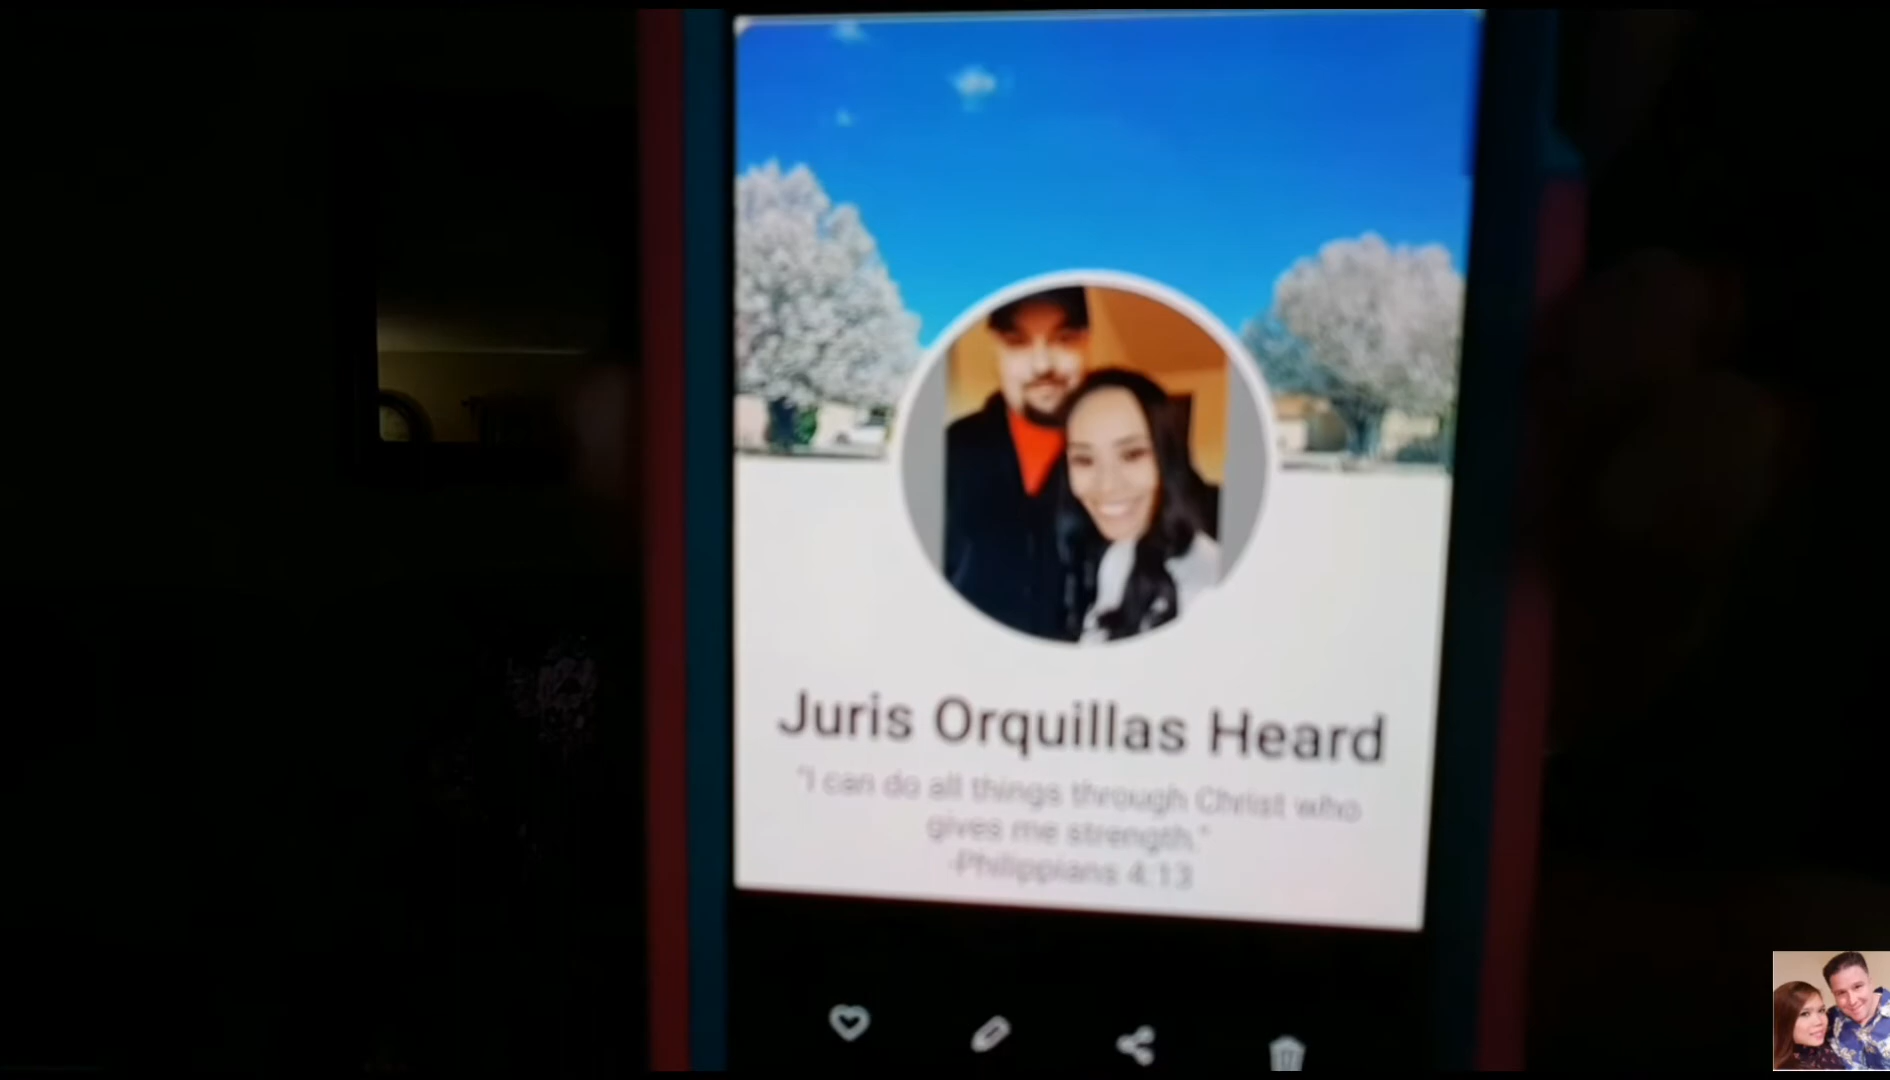 Juris Orquillas Heard
"I can do all things through Christ who
gives me strength."
-Philippians 4:13